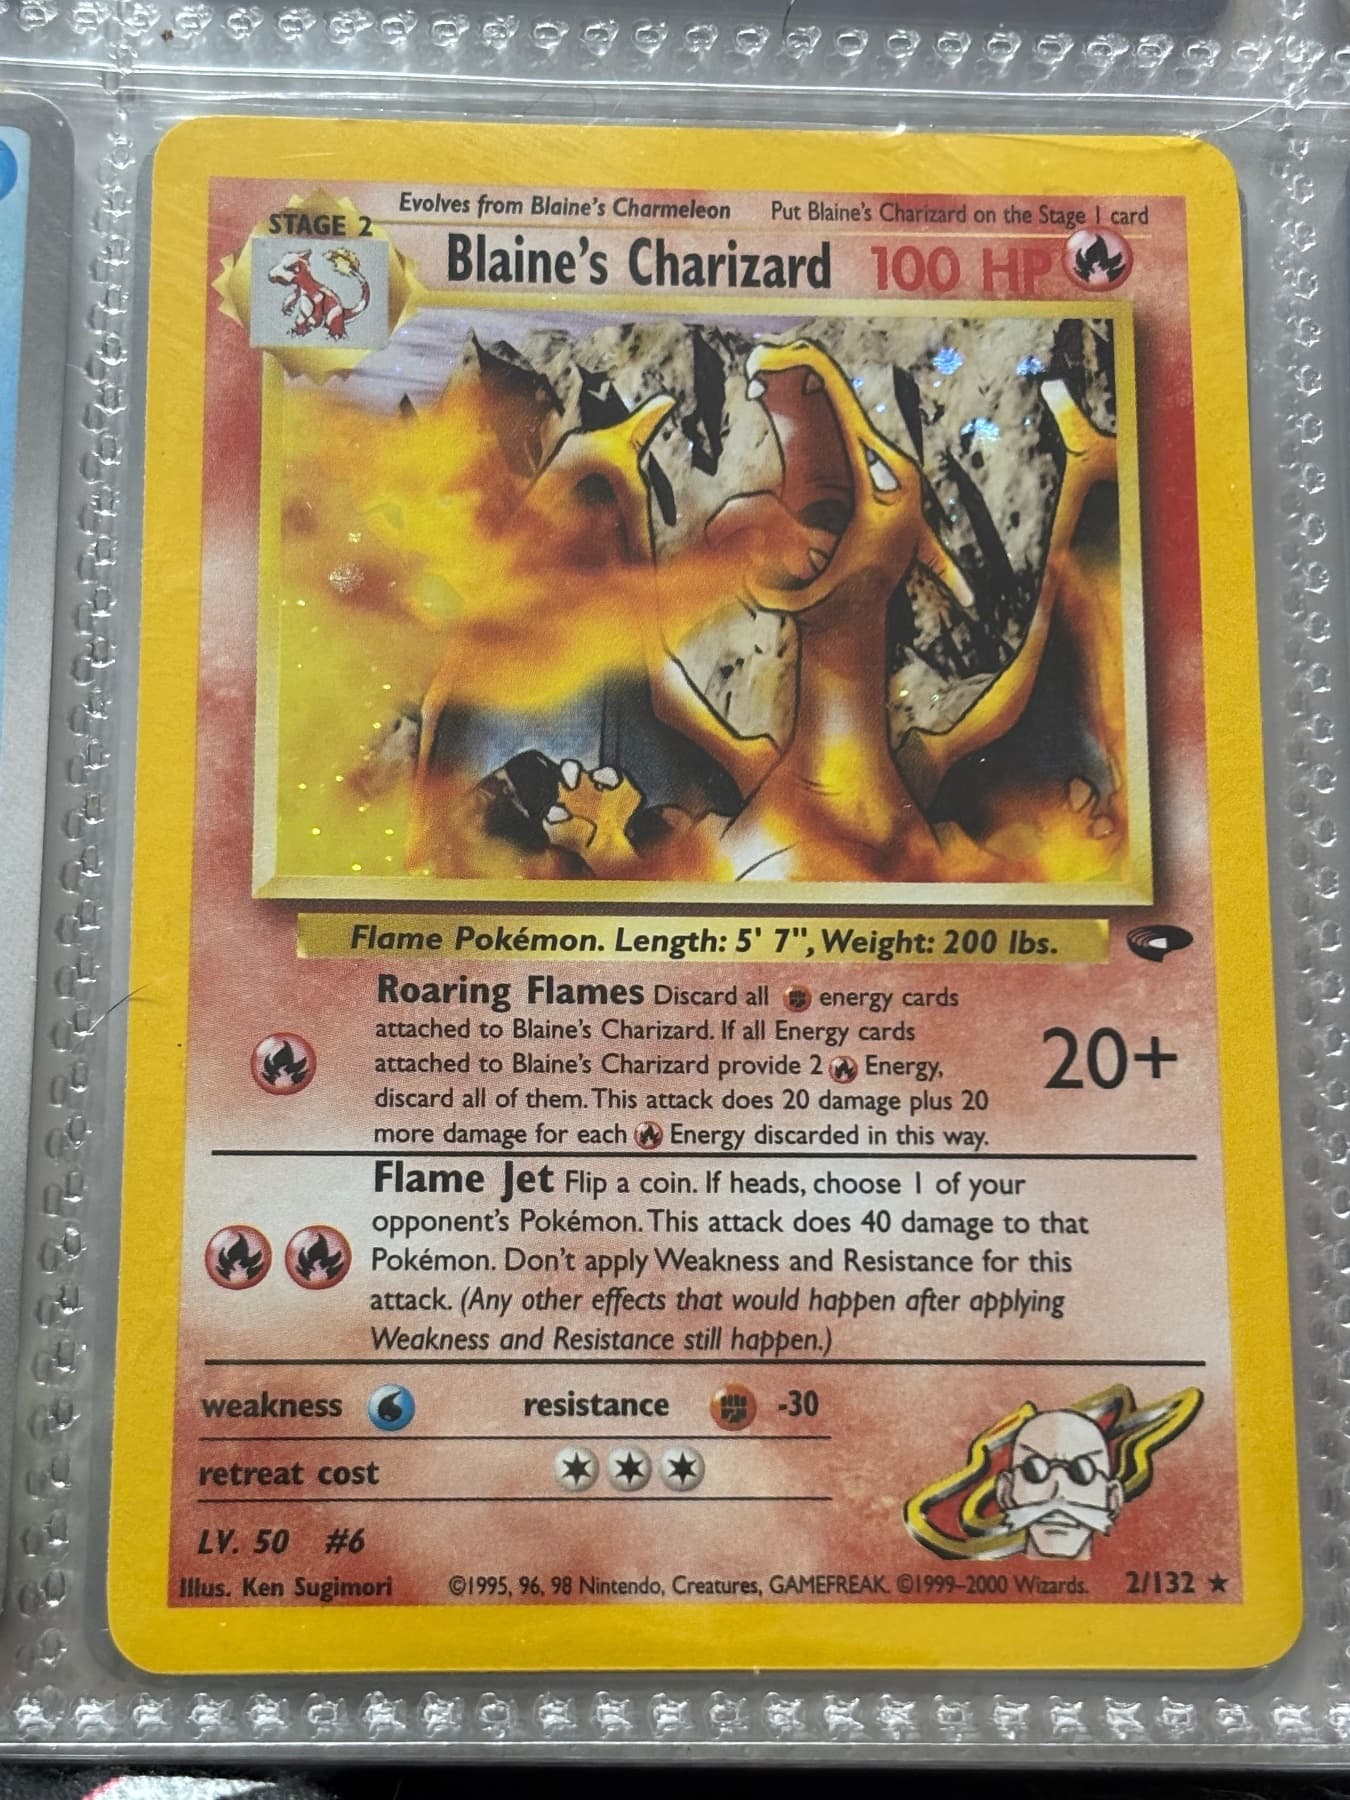 Evolves from Blaine's Charmeleon Put Blaine's Charizard on the Stage 1 card
STAGE 2
Blaine's Charizard 100 HP
Flame Pokémon. Length: 5' 7", Weight: 200 lbs.
Roaring Flames Discard all energy cards
attached to Blaine's Charizard. If all Energy cards
attached to Blaine's Charizard provide 2 Energy,
discard all of them. This attack does 20 damage plus 20
more damage for each Energy discarded in this way.
20+
Flame Jet Flip a coin. If heads, choose 1 of your
opponent's Pokémon. This attack does 40 damage to that
Pokémon. Don't apply Weakness and Resistance for this
attack. (Any other effects that would happen after applying
Weakness and Resistance still happen.)
weakness resistance -30
retreat cost
LV. 50 #6
Illus. Ken Sugimori ©1995, 96, 98 Nintendo, Creatures, GAMEFREAK. ©1999-2000 Wizards. 2/132 ★